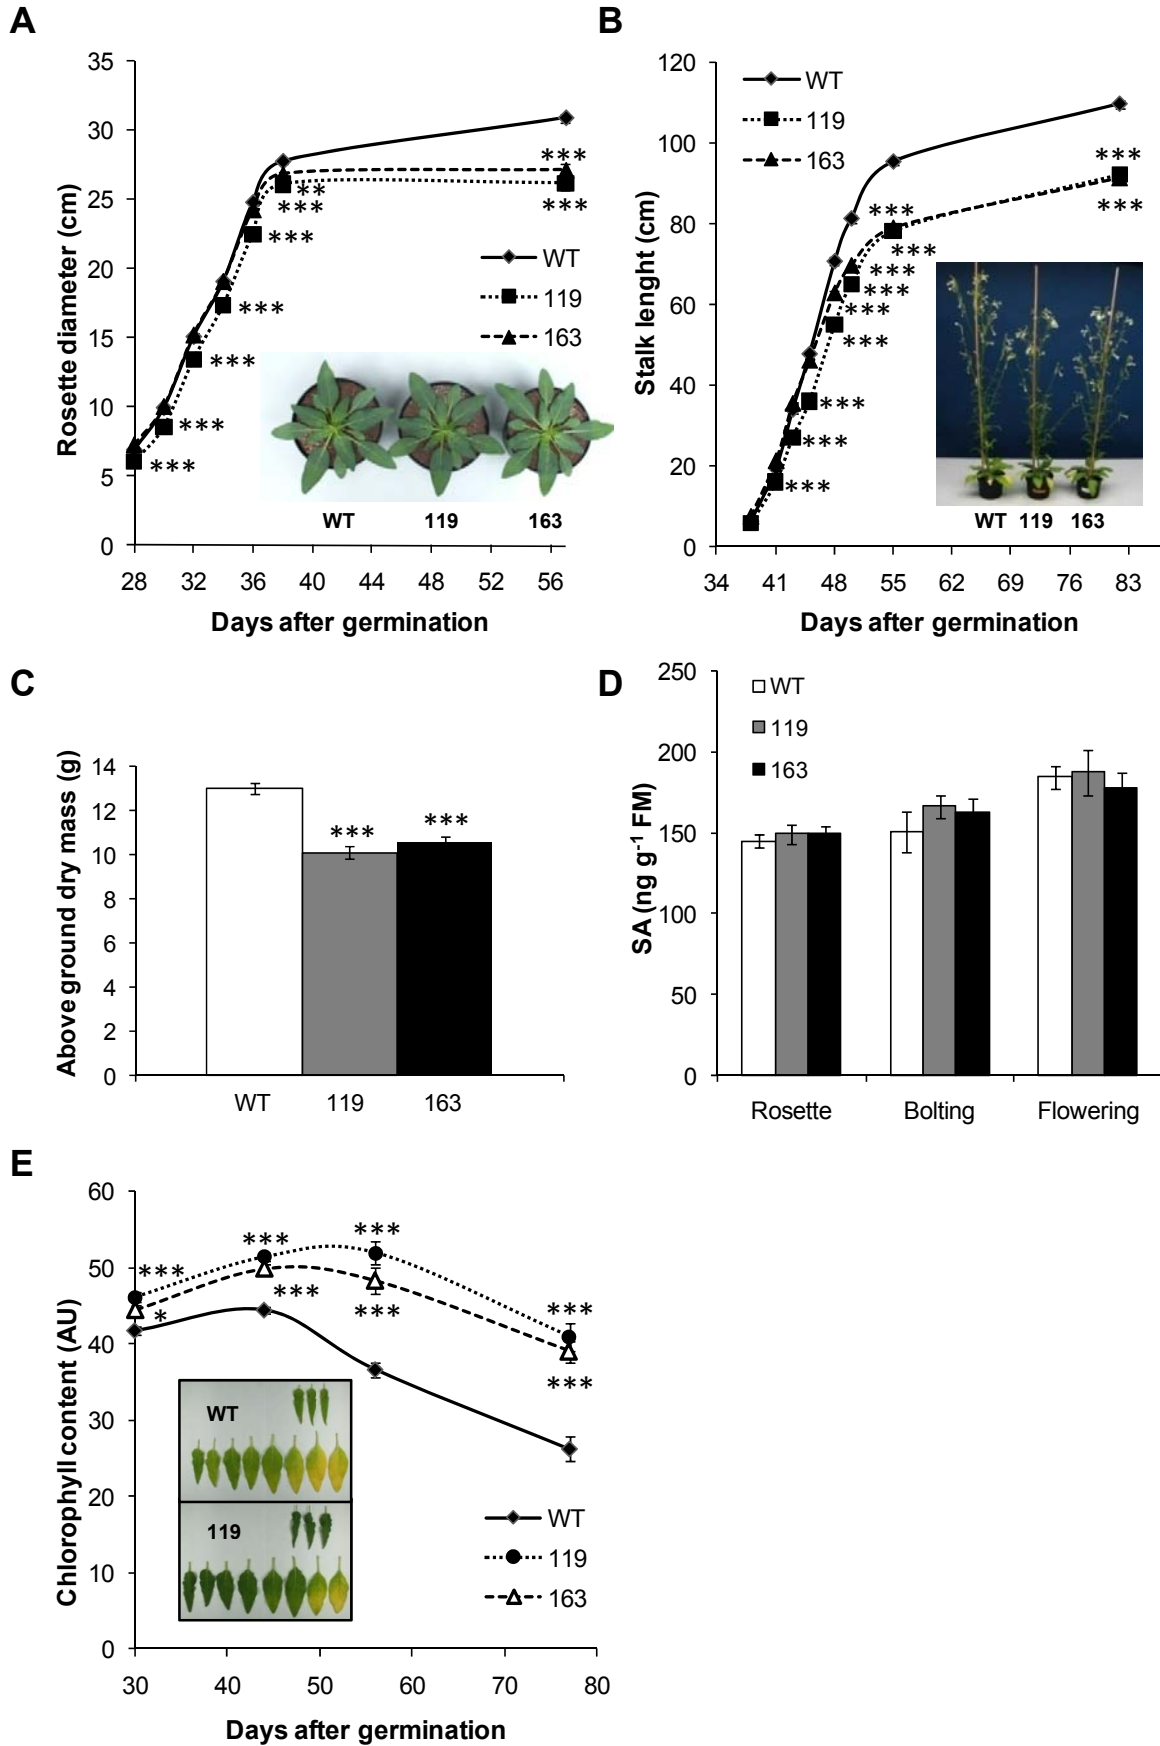 A
35
30
25
20
15
10
5
0
Rosette diameter (cm)
28 32 36 40 44 48 52 56
Days after germination
***
***
***
***
***
**
***
***
***
WT
119
163
WT 119 163
B
120
100
80
60
40
20
0
Stalk lenght (cm)
34 41 48 55 62 69 76 83
Days after germination
WT
119
163
***
***
***
***
***
***
***
***
***
***
***
WT 119 163
C
14
12
10
8
6
4
2
0
Above ground dry mass (g)
*** ***
WT 119 163
D
250
200
150
100
50
0
SA (ng g-1 FM)
WT
119
163
Rosette Bolting Flowering
E
60
50
40
30
20
10
0
Chlorophyll content (AU)
30 40 50 60 70 80
Days after germination
***
*
***
***
***
***
***
***
WT
119
WT
119
163